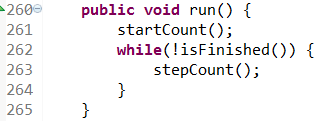 260 public void run() {
261 startCount();
262 while(!isFinished()) {
263 stepCount();
264 }
265 }